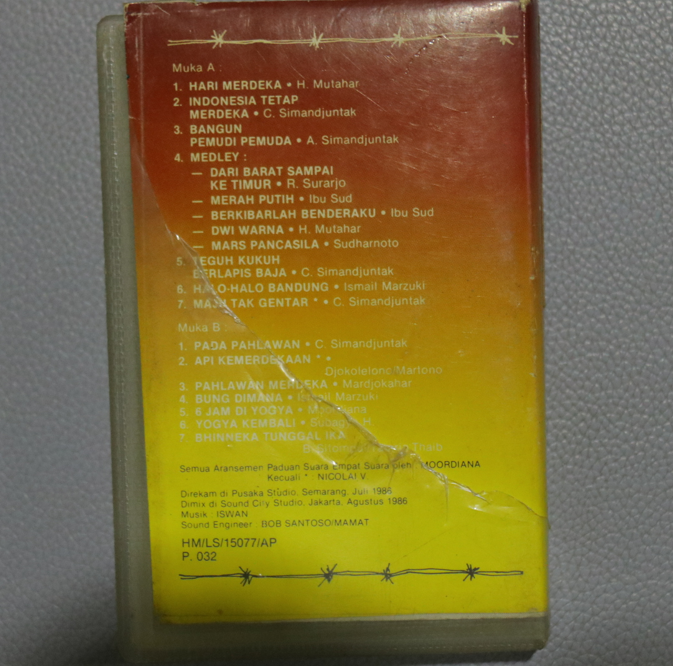 Muka A :
1. HARI MERDEKA • H. Mutahar
2. INDONESIA TETAP
MERDEKA • C. Simandjuntak
3. BANGUN
PEMUDI PEMUDA • A. Simandjuntak
4. MEDLEY :
— DARI BARAT SAMPAI
KE TIMUR • R. Surarjo
— MERAH PUTIH • Ibu Sud
— BERKIBARLAH BENDERAKU • Ibu Sud
— DWI WARNA • H. Mutahar
— MARS PANCASILA • Sudharnoto
5. TEGUH KUKUH
BERLAPIS BAJA • C. Simandjuntak
6. HALO-HALO BANDUNG • Ismail Marzuki
7. MAJU TAK GENTAR * • C. Simandjuntak
Muka B :
1. PADA PAHLAWAN • C. Simandjuntak
2. API KEMERDEKAAN * •
Djokolelono/Martono
3. PAHLAWAN MERDEKA • Mardjokahar
4. BUNG DIMANA • Ismail Marzuki
5. 6 JAM DI YOGYA • Moordiana
6. YOGYA KEMBALI •
7. BHINNEKA TUNGGAL IKA
Thaib
Semua Aransemen Paduan Suara Empat Suara oleh : MOORDIANA
Kecuali * : NICOLAI V.
Direkam di Pusaka Studio, Semarang, Juli 1986
Dimix di Sound City Studio, Jakarta, Agustus 1986
Musik : ISWAN
Sound Engineer : BOB SANTOSO/MAMAT
HM/LS/15077/AP
P. 032